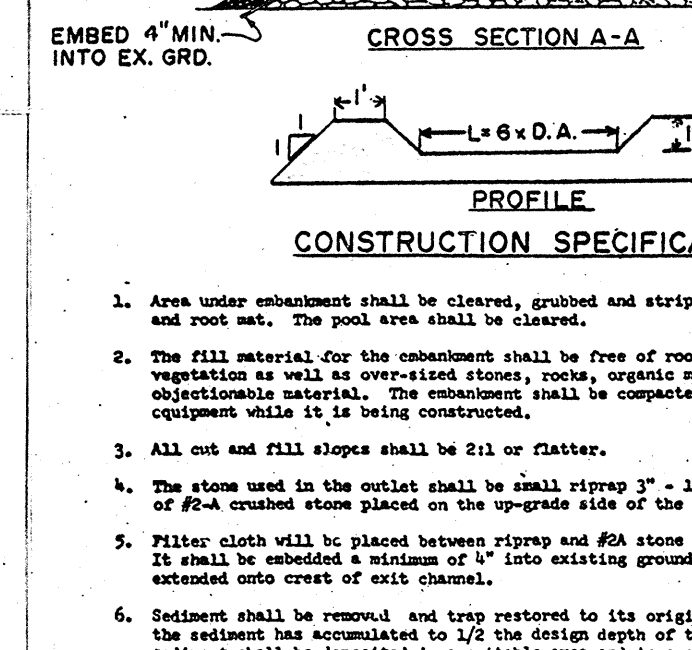 EMBED 4" MIN.
INTO EX. GRD.
CROSS SECTION A-A
1'
1
1
L= 6 x D.A.
PROFILE
CONSTRUCTION SPECIFICA
1. Area under embankment shall be cleared, grubbed and strip
and root mat. The pool area shall be cleared.
2. The fill material for the embankment shall be free of roo
vegetation as well as over-sized stones, rocks, organic m
objectionable material. The embankment shall be compacte
equipment while it is being constructed.
3. All cut and fill slopes shall be 2:1 or flatter.
4. The stone used in the outlet shall be small riprap 3" - 1
of #2-A crushed stone placed on the up-grade side of the
5. Filter cloth will be placed between riprap and #2A stone
It shall be embedded a minimum of 4" into existing ground
extended onto crest of exit channel.
6. Sediment shall be removed and trap restored to its origi
the sediment has accumulated to 1/2 the design depth of t